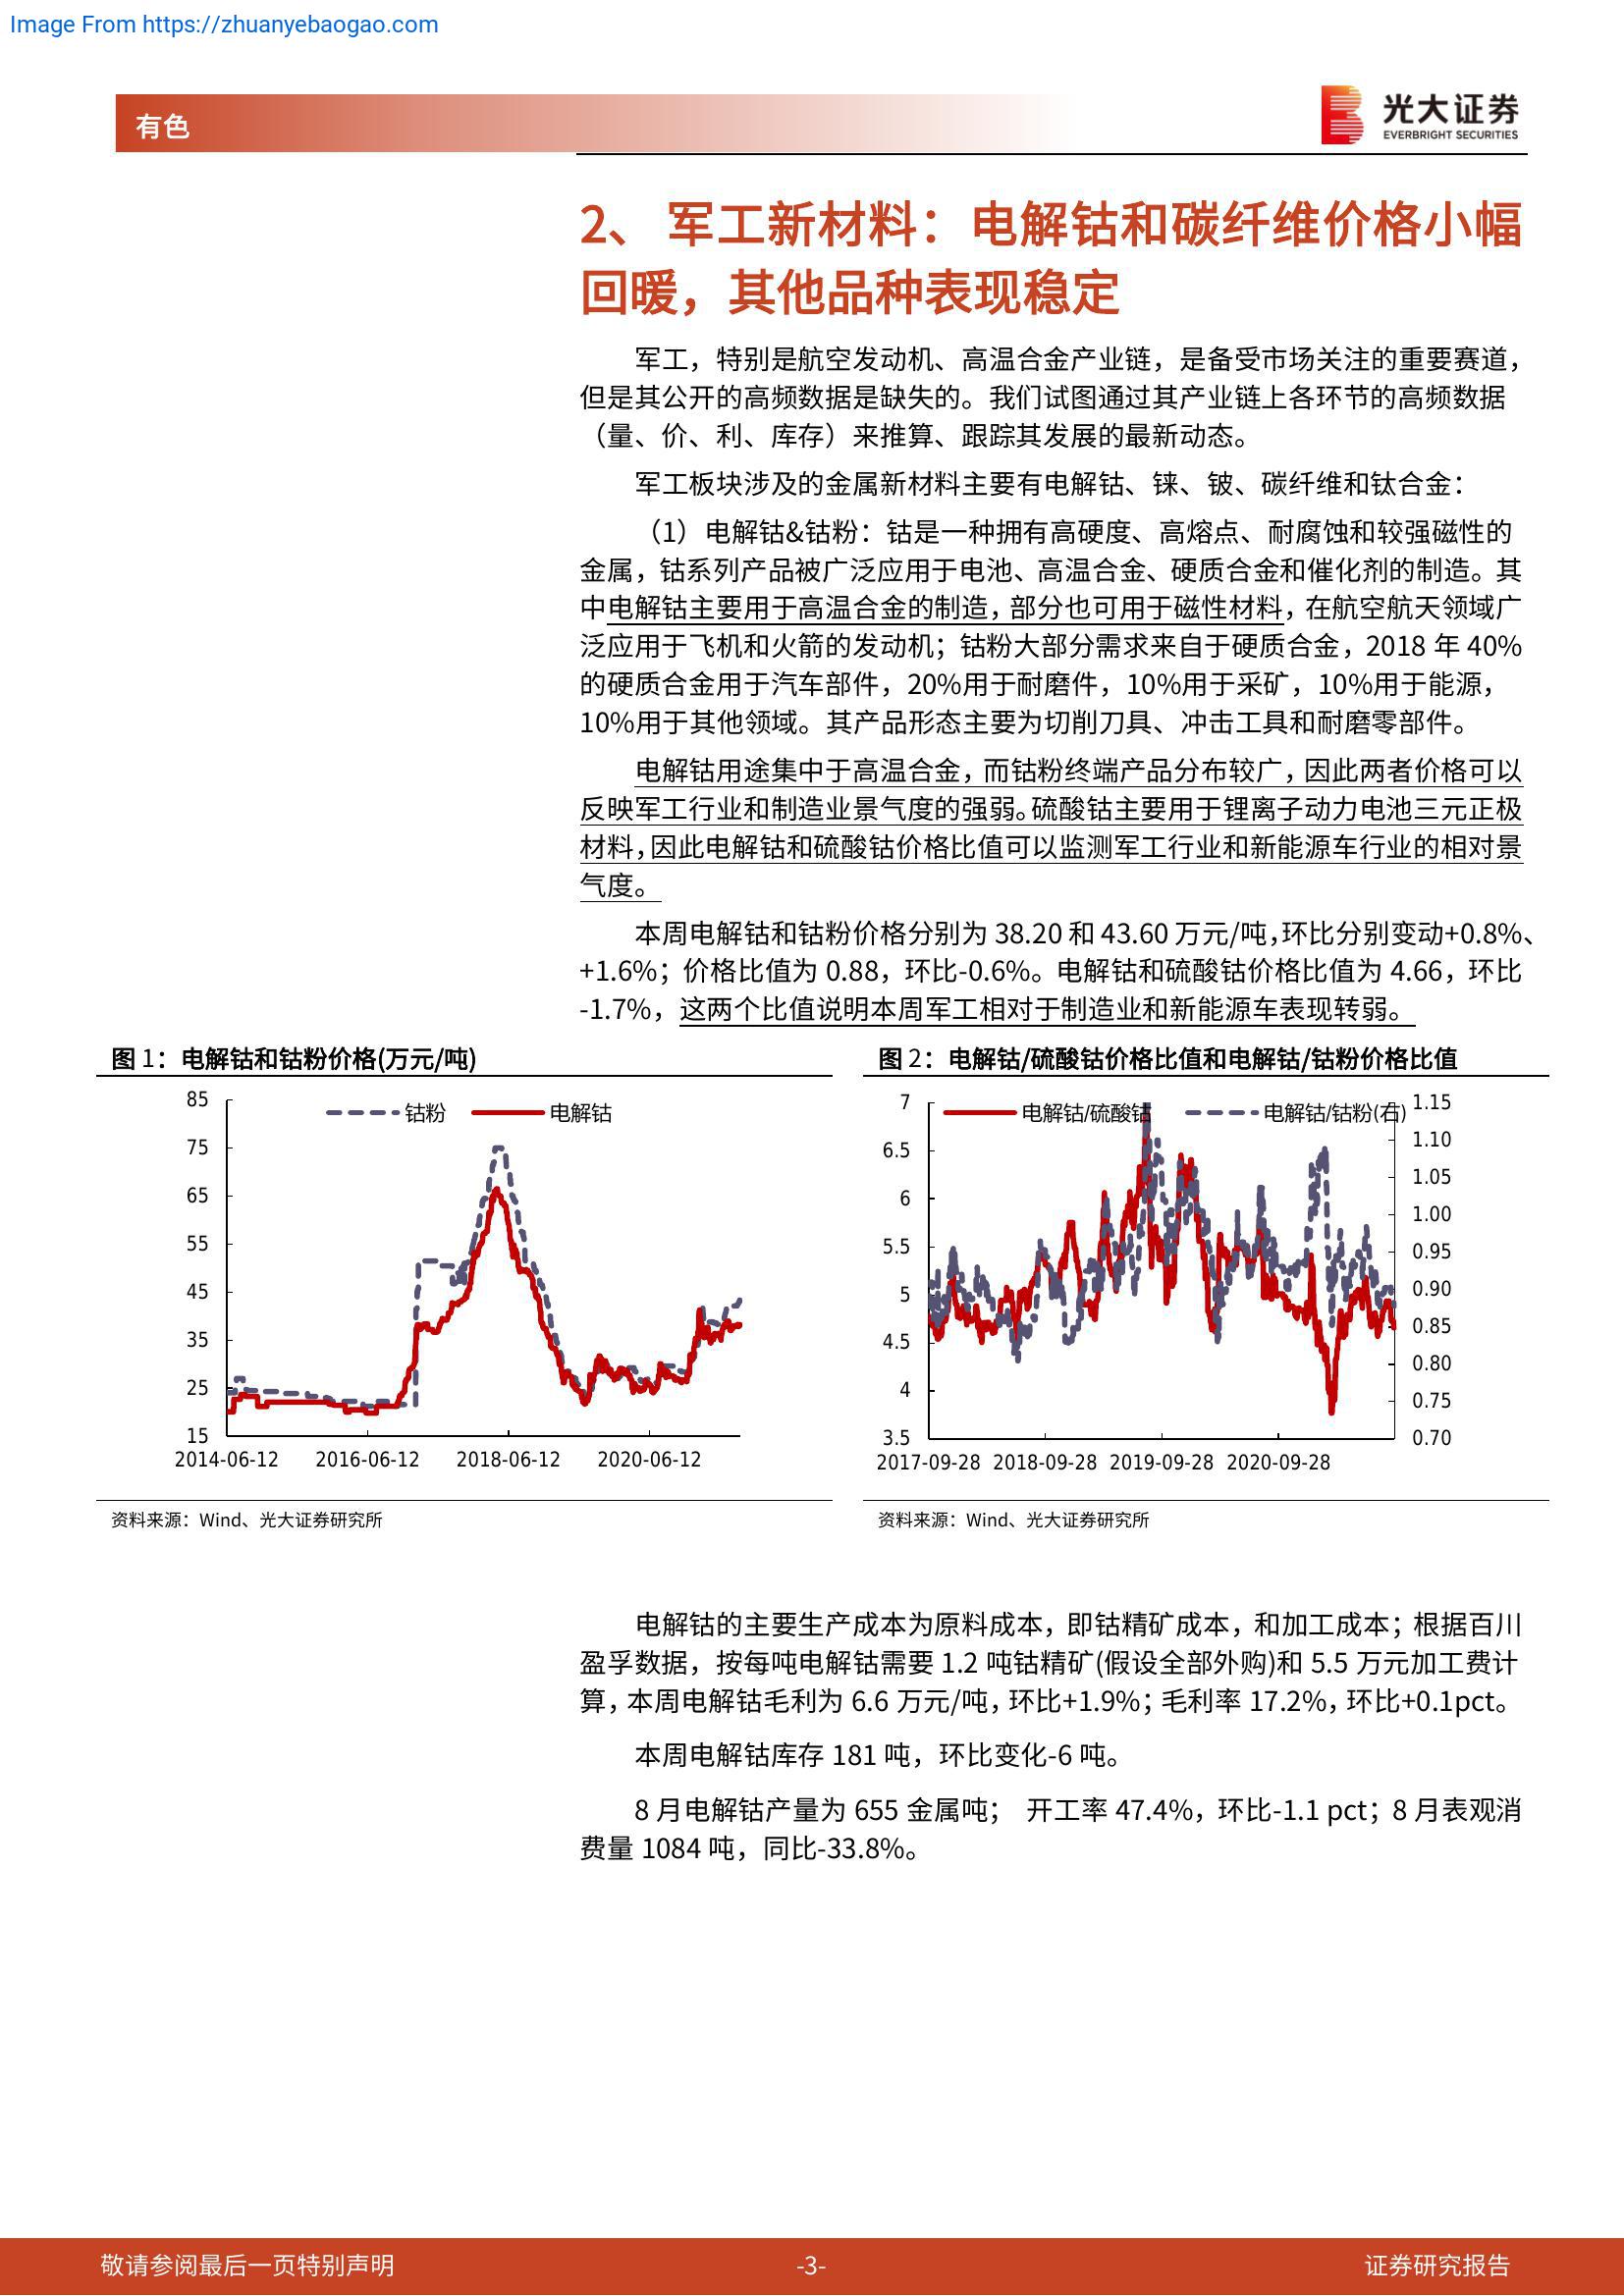 Image From https://zhuanyebaogao.com
有色
光大证券
EVERBRIGHT SECURITIES
2、 军工新材料：电解钴和碳纤维价格小幅
回暖，其他品种表现稳定
军工，特别是航空发动机、高温合金产业链，是备受市场关注的重要赛道，
但是其公开的高频数据是缺失的。我们试图通过其产业链上各环节的高频数据
（量、价、利、库存）来推算、跟踪其发展的最新动态。
军工板块涉及的金属新材料主要有电解钴、铼、铍、碳纤维和钛合金：
（1）电解钴&钴粉：钴是一种拥有高硬度、高熔点、耐腐蚀和较强磁性的
金属，钴系列产品被广泛应用于电池、高温合金、硬质合金和催化剂的制造。其
中电解钴主要用于高温合金的制造，部分也可用于磁性材料，在航空航天领域广
泛应用于飞机和火箭的发动机；钴粉大部分需求来自于硬质合金，2018 年 40%
的硬质合金用于汽车部件，20%用于耐磨件，10%用于采矿，10%用于能源，
10%用于其他领域。其产品形态主要为切削刀具、冲击工具和耐磨零部件。
电解钴用途集中于高温合金，而钴粉终端产品分布较广，因此两者价格可以
反映军工行业和制造业景气度的强弱。硫酸钴主要用于锂离子动力电池三元正极
材料，因此电解钴和硫酸钴价格比值可以监测军工行业和新能源车行业的相对景
气度。
本周电解钴和钴粉价格分别为 38.20 和 43.60 万元/吨，环比分别变动+0.8%、
+1.6%；价格比值为 0.88，环比-0.6%。电解钴和硫酸钴价格比值为 4.66，环比
-1.7%，这两个比值说明本周军工相对于制造业和新能源车表现转弱。
图 1：电解钴和钴粉价格(万元/吨)
85
75
65
55
45
35
25
15
钴粉
电解钴
2014-06-12 2016-06-12 2018-06-12 2020-06-12
资料来源：Wind、光大证券研究所
图 2：电解钴/硫酸钴价格比值和电解钴/钴粉价格比值
7
6.5
6
5.5
5
4.5
4
3.5
电解钴/硫酸钴
电解钴/钴粉(右)
1.15
1.10
1.05
1.00
0.95
0.90
0.85
0.80
0.75
0.70
2017-09-28 2018-09-28 2019-09-28 2020-09-28
资料来源：Wind、光大证券研究所
电解钴的主要生产成本为原料成本，即钴精矿成本，和加工成本；根据百川
盈孚数据，按每吨电解钴需要 1.2 吨钴精矿(假设全部外购)和 5.5 万元加工费计
算，本周电解钴毛利为 6.6 万元/吨，环比+1.9%；毛利率 17.2%，环比+0.1pct。
本周电解钴库存 181 吨，环比变化-6 吨。
8 月电解钴产量为 655 金属吨； 开工率 47.4%，环比-1.1 pct；8 月表观消
费量 1084 吨，同比-33.8%。
敬请参阅最后一页特别声明
-3-
证券研究报告